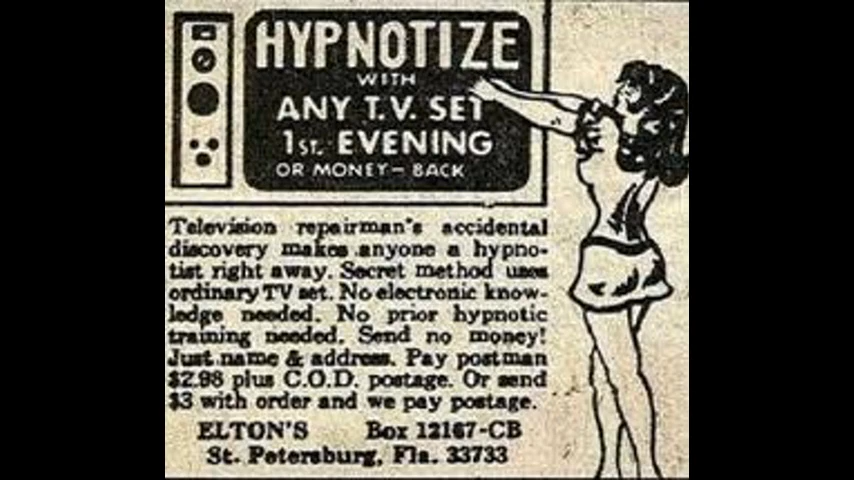 HYPNOTIZE
WITH
ANY T.V. SET
1ST. EVENING
OR MONEY-BACK
Television repairman's accidental
discovery makes anyone a hypno-
tist right away. Secret method uses
ordinary TV set. No electronic know-
ledge needed. No prior hypnotic
training needed. Send no money!
Just name & address. Pay postman
$2.98 plus C.O.D. postage. Or send
$3 with order and we pay postage.
ELTON'S Box 12167-CB
St. Petersburg, Fla. 33733